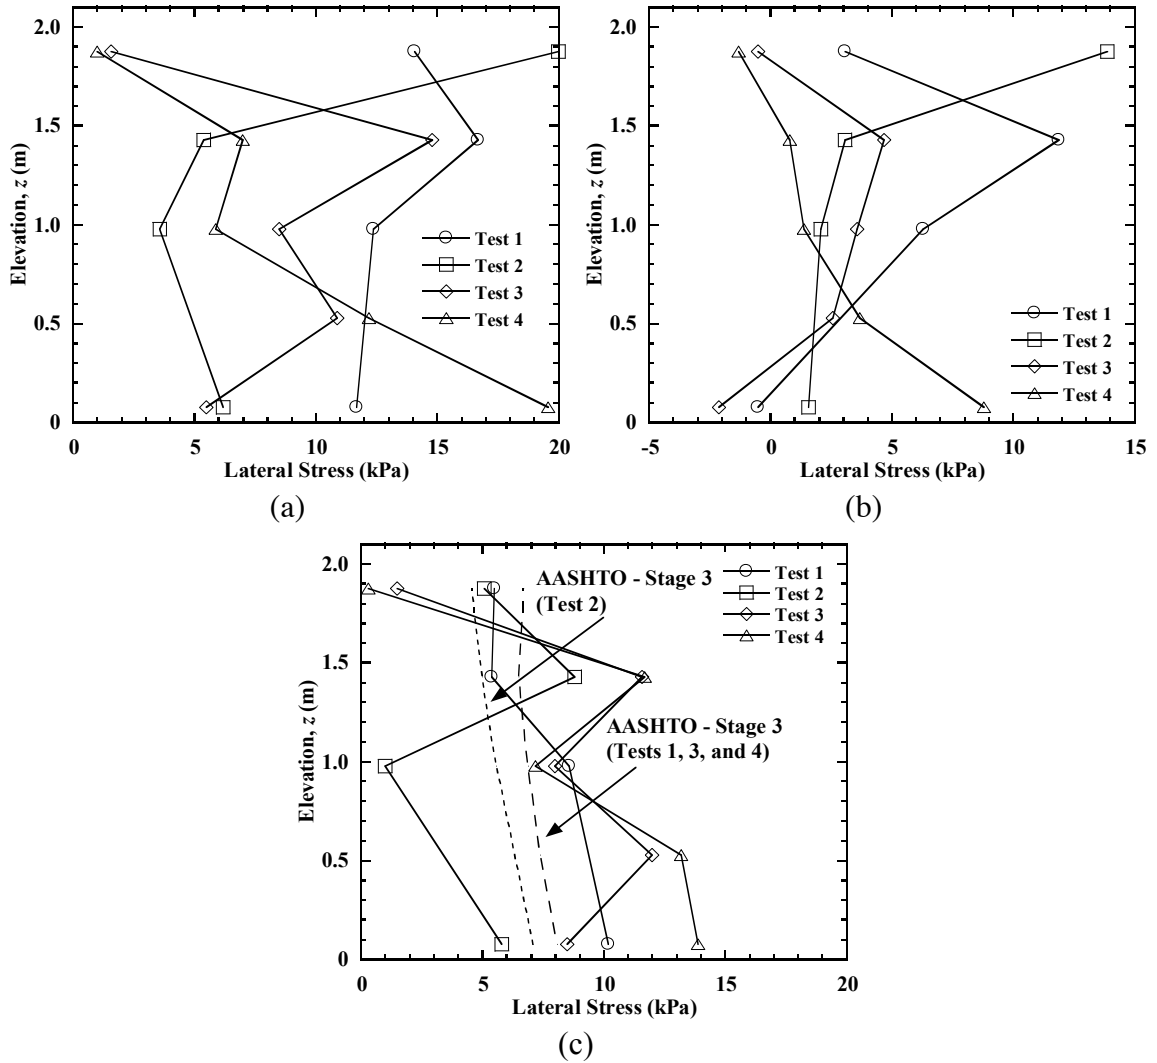 2.0
1.5
1.0
0.5
0
Elevation, z (m)
Test 1
Test 2
Test 3
Test 4
0 5 10 15 20
Lateral Stress (kPa)
(a)
2.0
1.5
1.0
0.5
0
Elevation, z (m)
Test 1
Test 2
Test 3
Test 4
-5 0 5 10 15
Lateral Stress (kPa)
(b)
2.0
1.5
1.0
0.5
0
Elevation, z (m)
AASHTO - Stage 3
(Test 2)
Test 1
Test 2
Test 3
Test 4
AASHTO - Stage 3
(Tests 1, 3, and 4)
0 5 10 15 20
Lateral Stress (kPa)
(c)